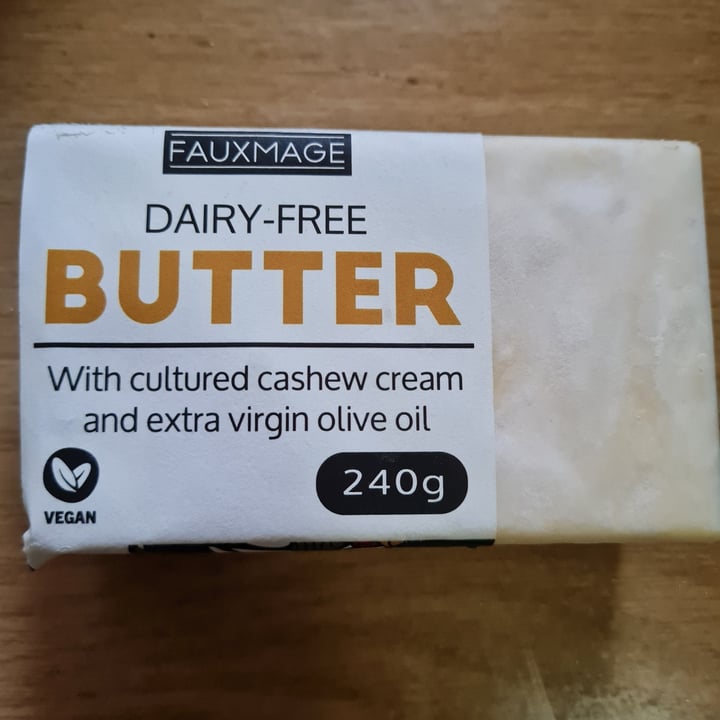 FAUXMAGE
DAIRY-FREE
BUTTER
With cultured cashew cream
and extra virgin olive oil
240g
VEGAN